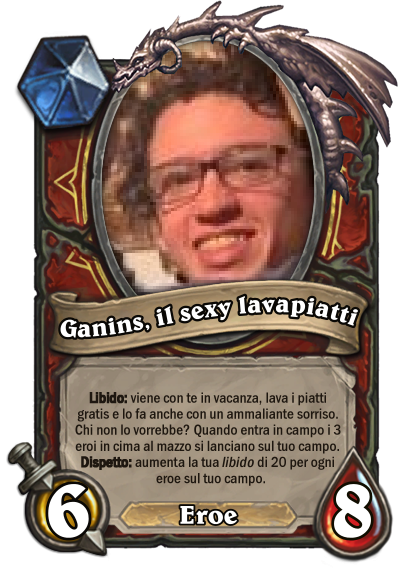 Ganins, il sexy lavapiatti
Libido: viene con te in vacanza, lava i piatti
gratis e lo fa anche con un ammaliante sorriso.
Chi non lo vorrebbe? Quando entra in campo i 3
eroi in cima al mazzo si lanciano sul tuo campo.
Dispetto: aumenta la tua libido di 20 per ogni
eroe sul tuo campo.
6
Eroe
8